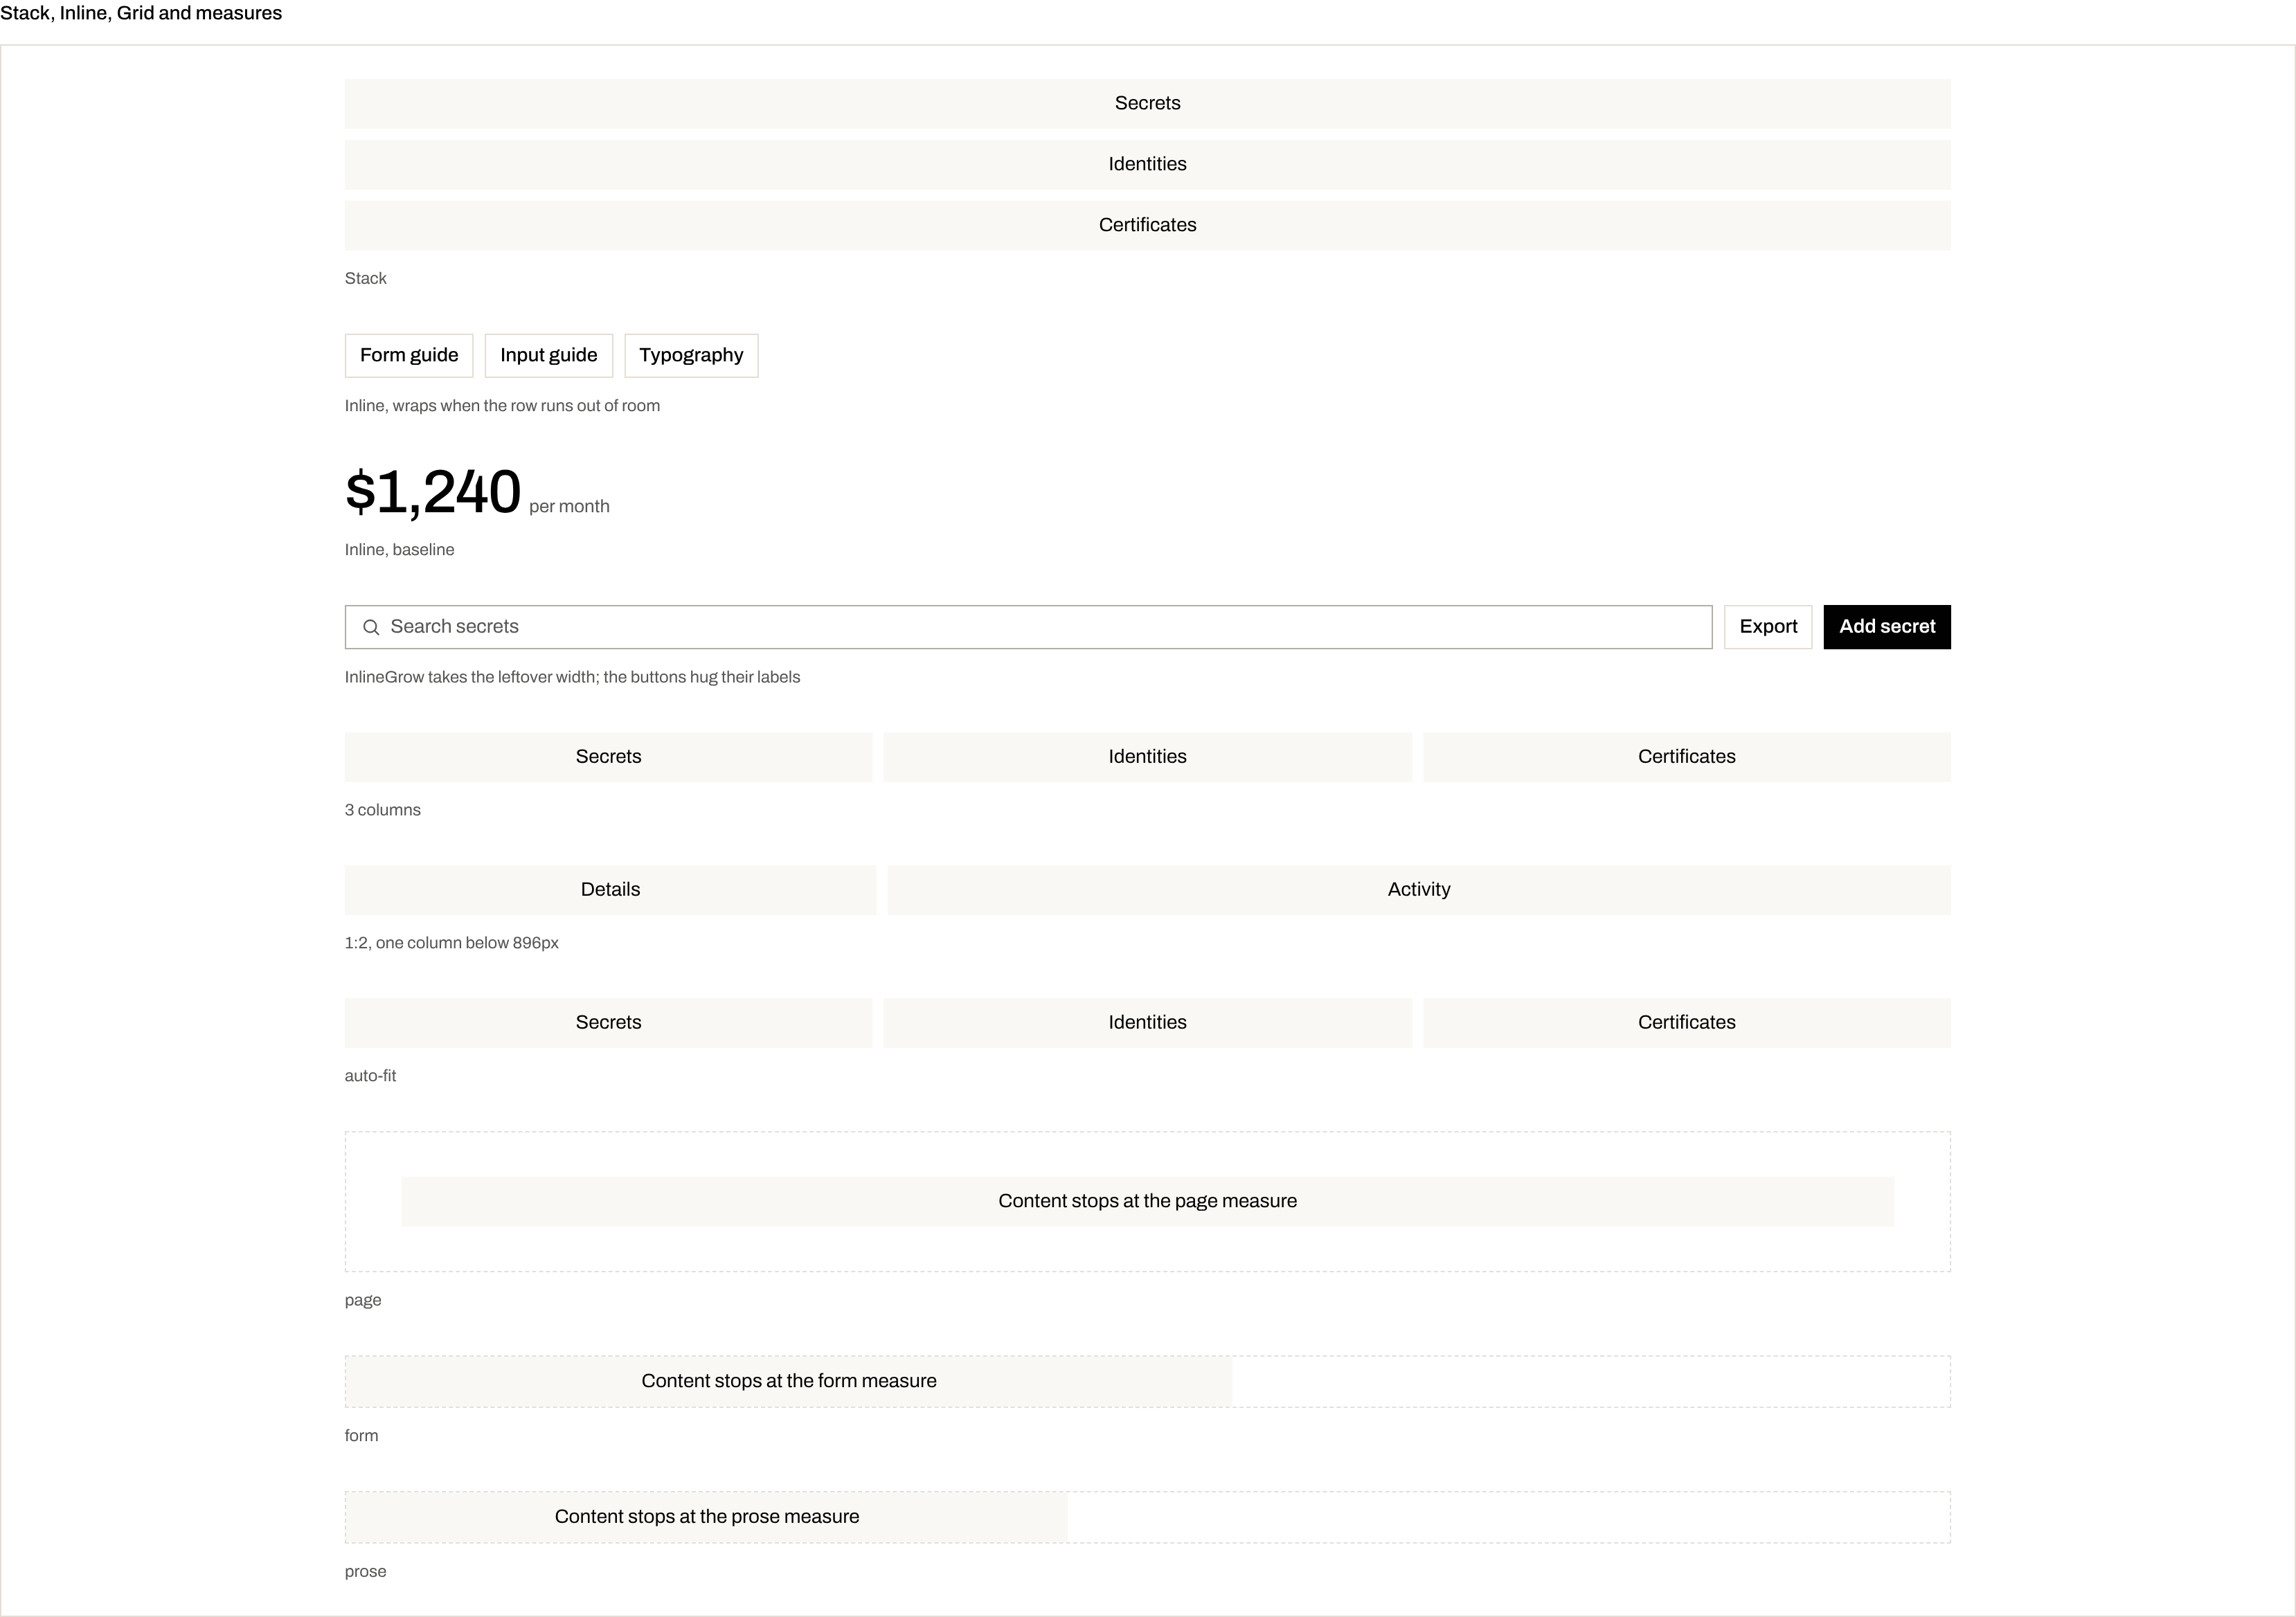 Stack, Inline, Grid and measures
Secrets
Identities
Certificates
Stack
Form guide Input guide Typography
Inline, wraps when the row runs out of room
$1,240 per month
Inline, baseline
Search secrets Export Add secret
InlineGrow takes the leftover width; the buttons hug their labels
Secrets Identities Certificates
3 columns
Details Activity
1:2, one column below 896px
Secrets Identities Certificates
auto-fit
Content stops at the page measure
page
Content stops at the form measure
form
Content stops at the prose measure
prose